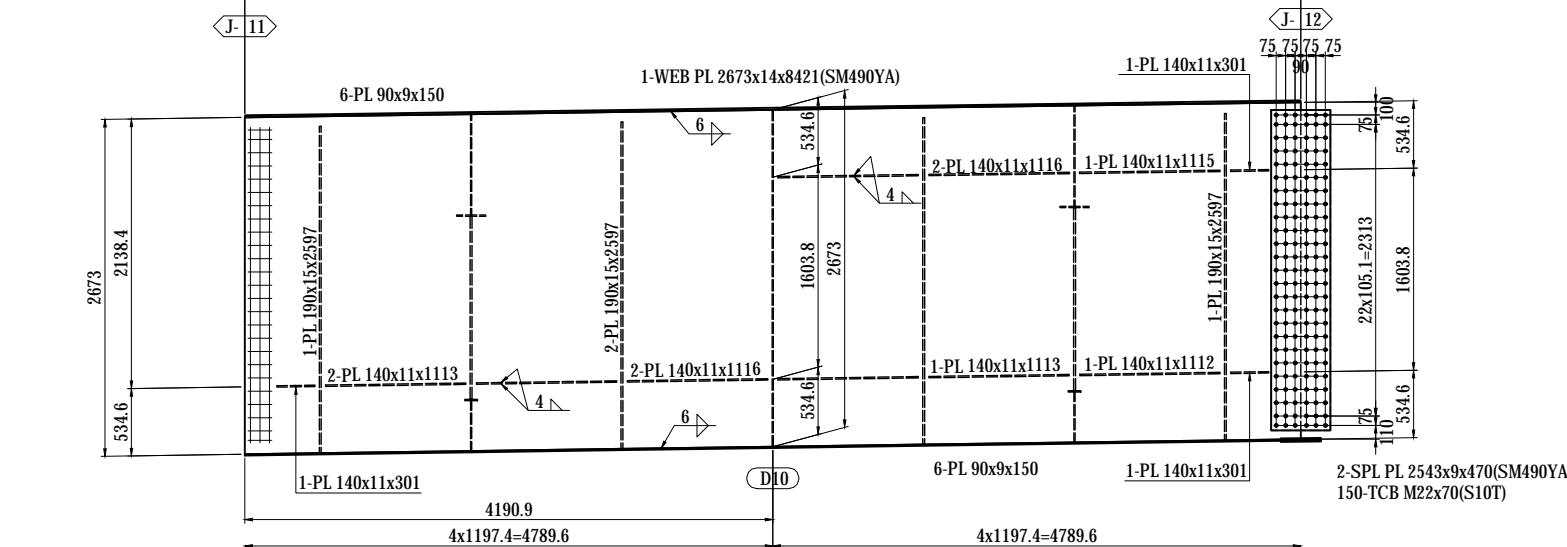 J- 11
J- 12
75 75 75 75
90
1-PL 140x11x301
1-WEB PL 2673x14x8421(SM490YA)
6-PL 90x9x150
6
534.6
100
75
534.6
2-PL 140x11x1116
1-PL 140x11x1115
4
2673
2138.4
1-PL 190x15x2597
2-PL 190x15x2597
1603.8
2673
1-PL 190x15x2597
22x105.1=2313
1603.8
2-PL 140x11x1113
2-PL 140x11x1116
1-PL 140x11x1113
1-PL 140x11x1112
4
534.6
6
534.6
75
110
534.6
1-PL 140x11x301
D10
6-PL 90x9x150
1-PL 140x11x301
2-SPL PL 2543x9x470(SM490YA
150-TCB M22x70(S10T)
4190.9
4x1197.4=4789.6
4x1197.4=4789.6